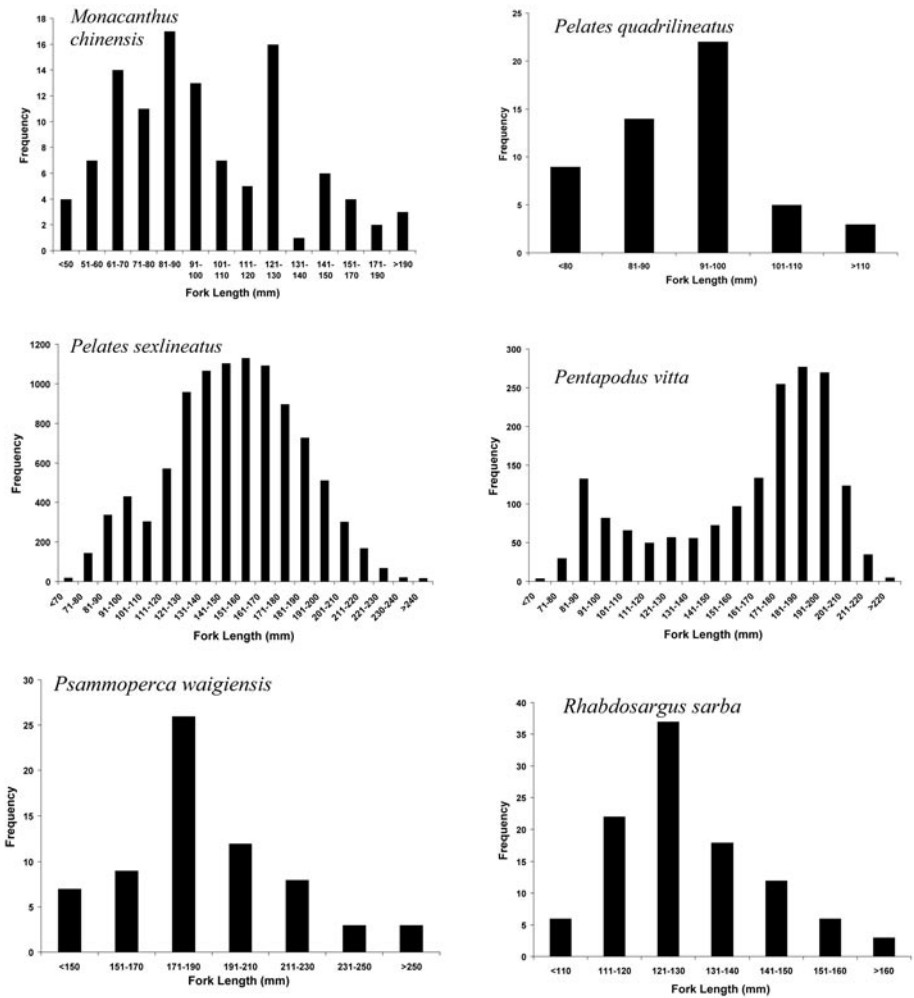 Monacanthus
chinensis
18
16
14
12
10
8
6
4
2
0
Frequency
<50 51-60 61-70 71-80 81-90 91-100 101-110 111-120 121-130 131-140 141-150 151-170 171-190 >190
Fork Length (mm)
Pelates quadrilineatus
25
20
15
10
5
0
Frequency
<80 81-90 91-100 101-110 >110
Fork Length (mm)
Pelates sexlineatus
1200
1000
800
600
400
200
0
Frequency
<70 71-80 81-90 91-100 101-110 111-120 121-130 131-140 141-150 151-160 161-170 171-180 181-190 191-200 201-210 211-220 221-230 230-240 >240
Fork Length (mm)
Pentapodus vitta
300
250
200
150
100
50
0
Frequency
<70 71-80 81-90 91-100 101-110 111-120 121-130 131-140 141-150 151-160 161-170 171-180 181-190 191-200 201-210 211-220 >220
Fork Length (mm)
Psammoperca waigiensis
30
25
20
15
10
5
0
Frequency
<150 151-170 171-190 191-210 211-230 231-250 >250
Fork Length (mm)
Rhabdosargus sarba
40
35
30
25
20
15
10
5
0
Frequency
<110 111-120 121-130 131-140 141-150 151-160 >160
Fork Length (mm)